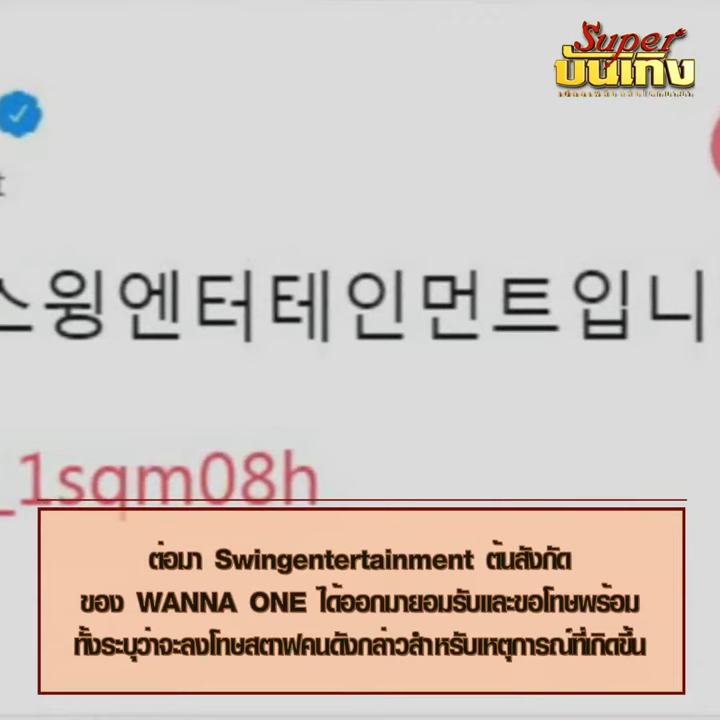 Super
บันเทิง
스윙엔터테인먼트입니
_1sqm08h
ต่อมา Swingentertainment ต้นสังกัด
ของ WANNA ONE ได้ออกมายอมรับและขอโทษพร้อม
ทั้งระบุว่าจะลงโทษสตาฟคนดังกล่าวสำหรับเหตุการณ์ที่เกิดขึ้น